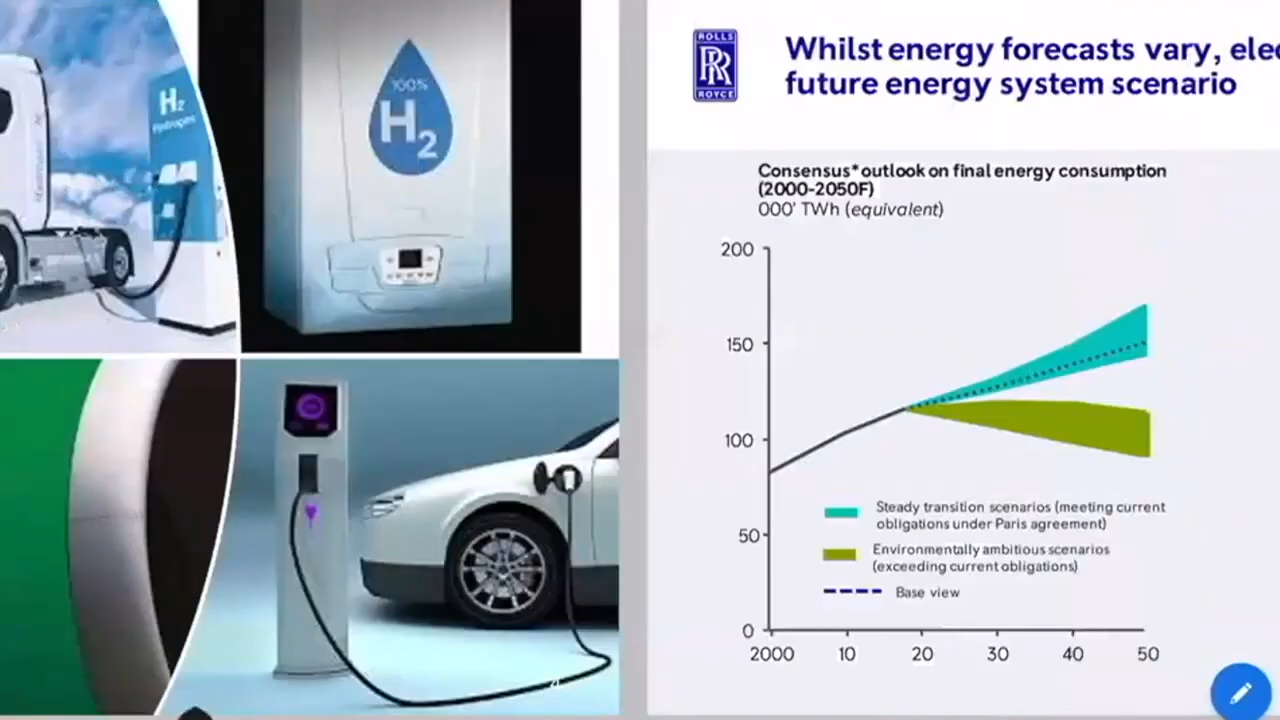 H2
Hydrogen
100%
H2
ROLLS
RR
ROYCE
Whilst energy forecasts vary, elec
future energy system scenario
Consensus* outlook on final energy consumption
(2000-2050F)
000' TWh (equivalent)
200
150
100
50
0
Steady transition scenarios (meeting current
obligations under Paris agreement)
Environmentally ambitious scenarios
(exceeding current obligations)
Base view
2000 10 20 30 40 50